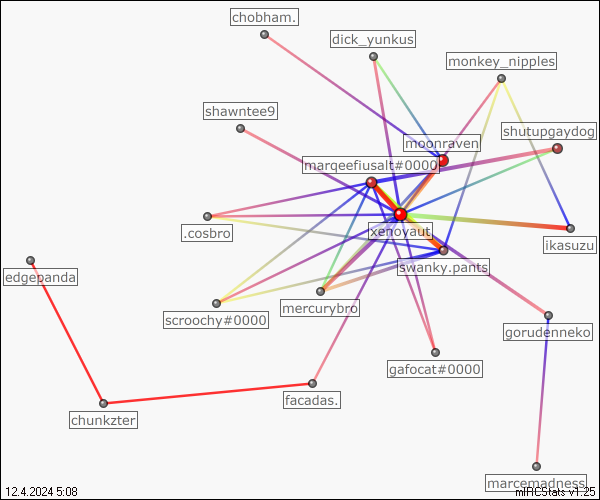 chobham.
dick_yunkus
monkey_nipples
shawntee9
shutupgaydog
moonraven
marqeefiusalt#0000
.cosbro
xenoyaut.
ikasuzu
swanky.pants
edgepanda
mercurybro
scroochy#0000
gorudenneko
gafocat#0000
facadas.
chunkzter
marcemadness
12.4.2024 5:08
mIRCStats v1.25